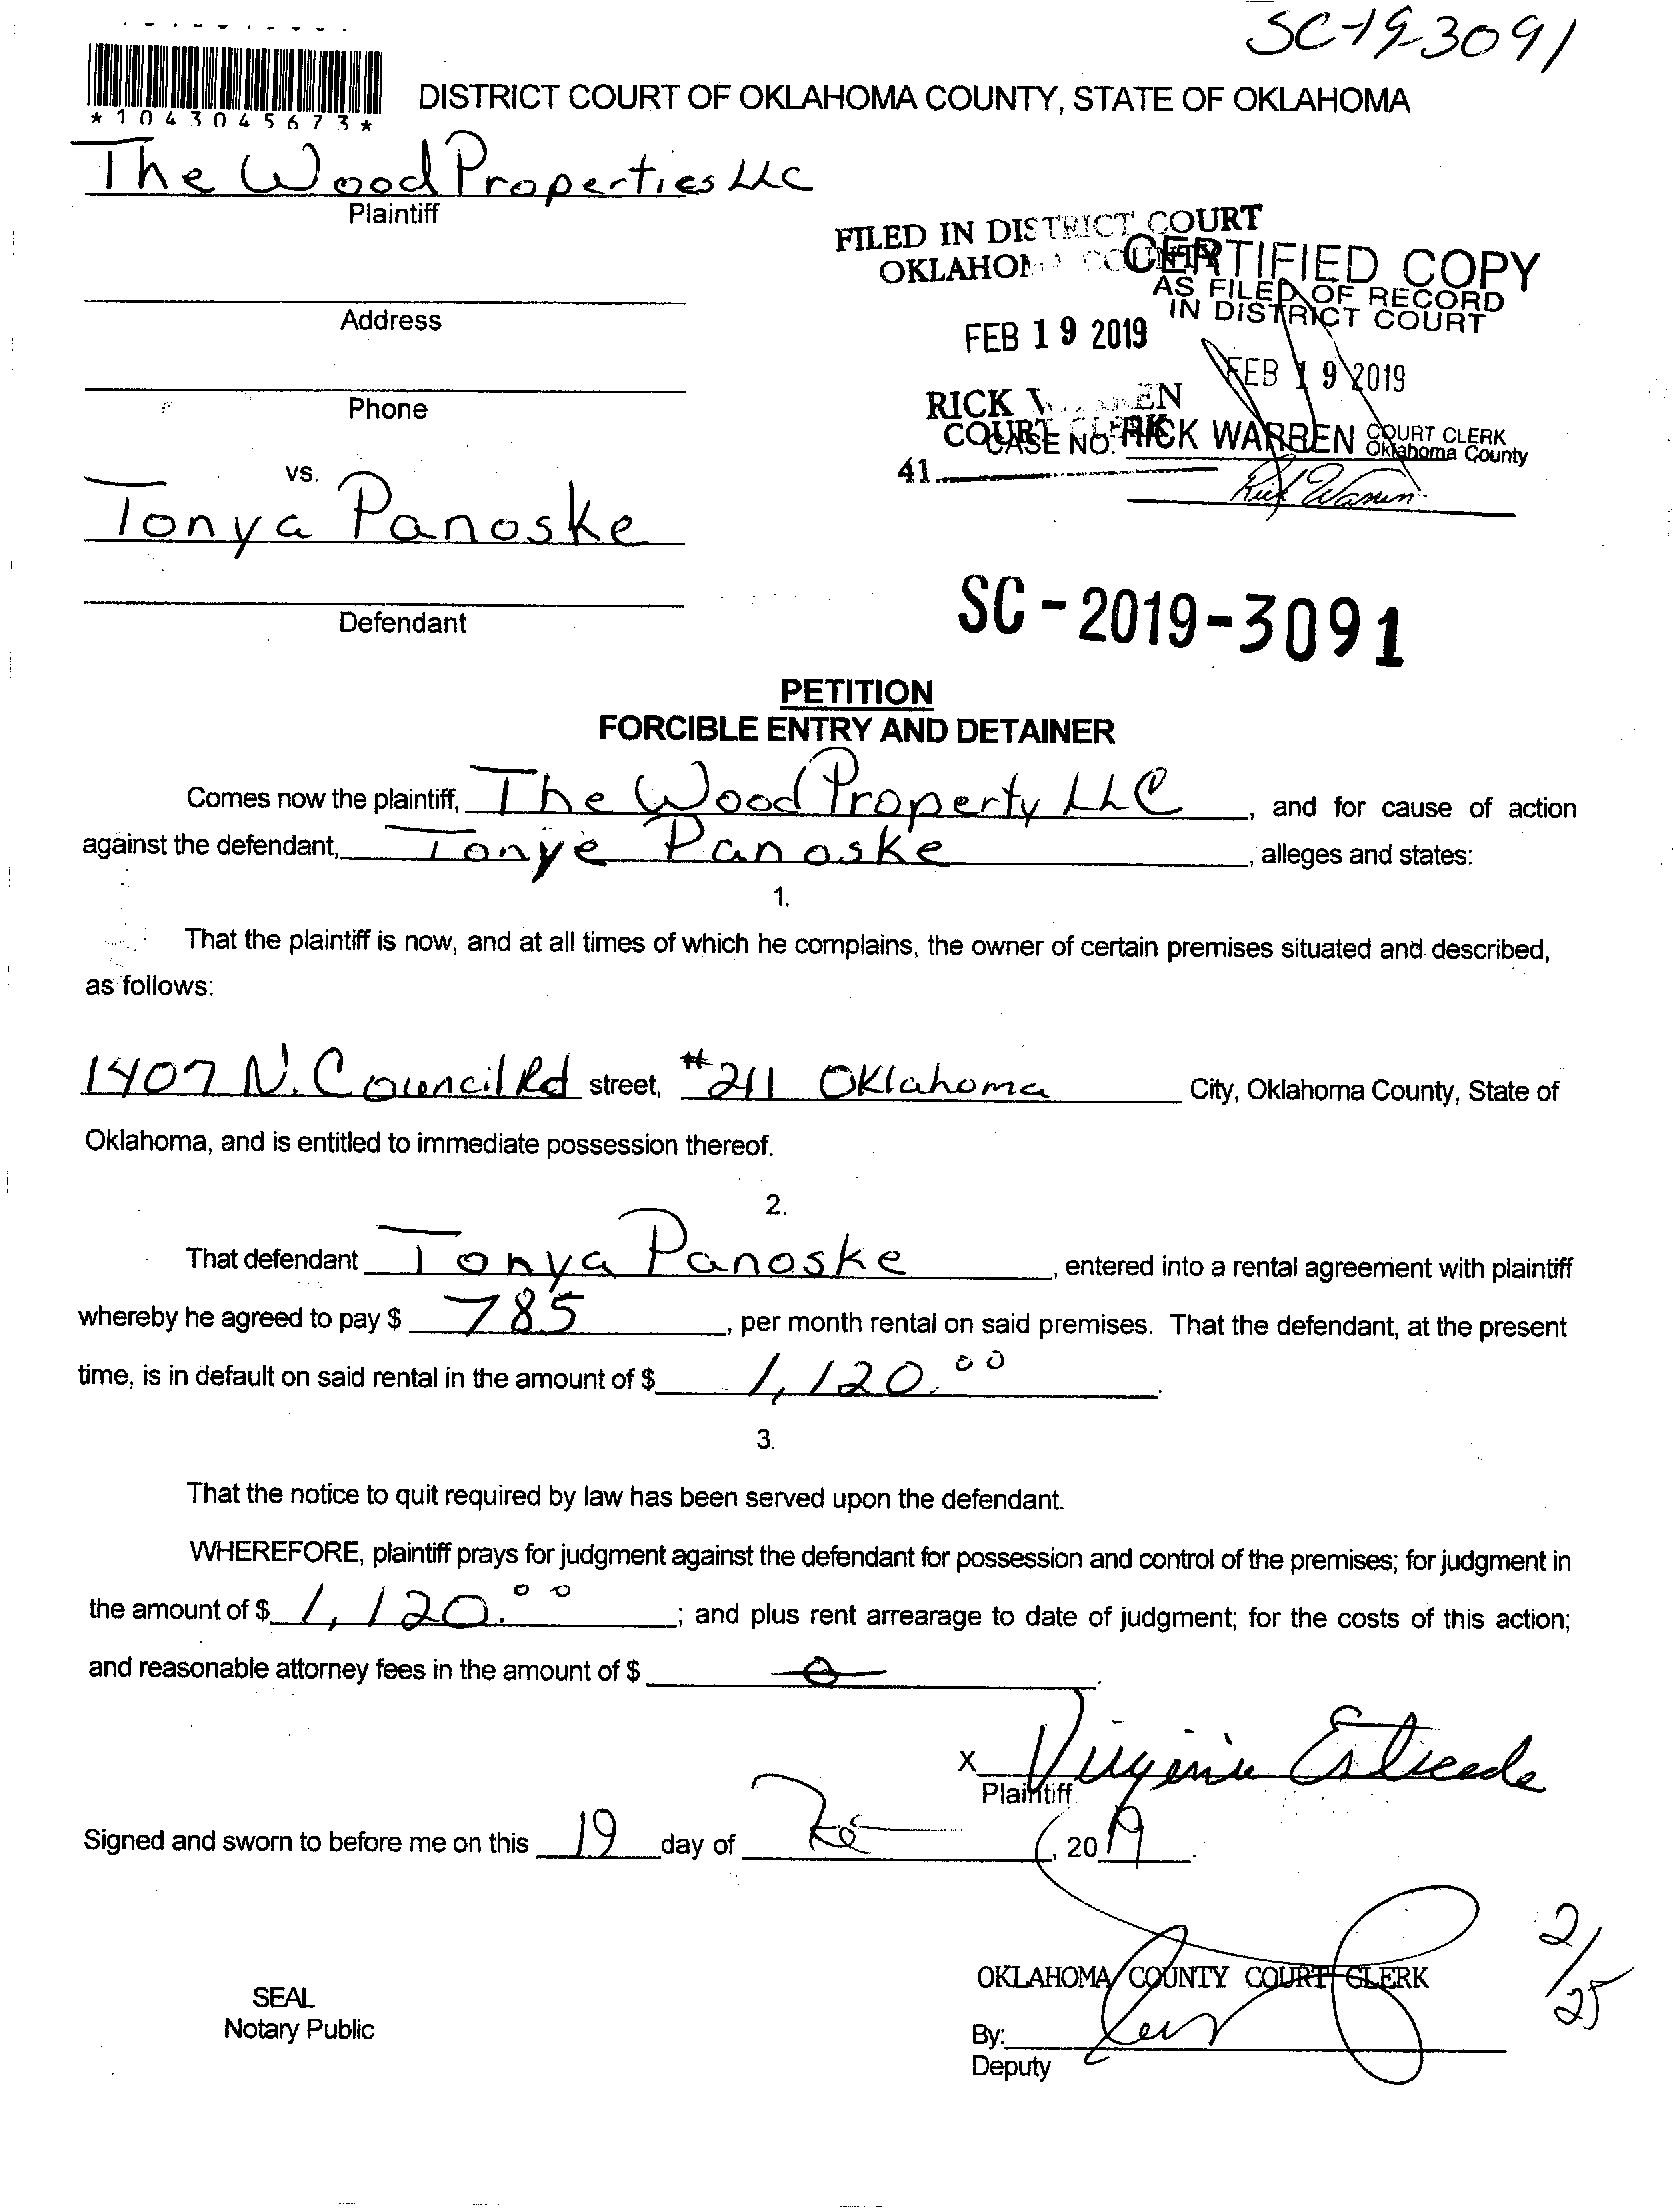 SC-19-3091
*1043045673*
DISTRICT COURT OF OKLAHOMA COUNTY, STATE OF OKLAHOMA
The Wood Properties LLC
Plaintiff
FILED IN DISTRICT COURT
OKLAHOMA COUNTY
CERTIFIED COPY
AS FILED OF RECORD
IN DISTRICT COURT
Address
FEB 19 2019
FEB 19 2019
Phone
RICK WARREN
COURT CLERK
CASE NO. RICK WARREN COURT CLERK
Oklahoma County
41
Rick Warren
vs.
Tonya Panoske
Defendant
SC-2019-3091
PETITION
FORCIBLE ENTRY AND DETAINER
Comes now the plaintiff, The Wood Property LLC, and for cause of action
against the defendant, Tonye Panoske, alleges and states:
1.
That the plaintiff is now, and at all times of which he complains, the owner of certain premises situated and described,
as follows:
1407 N. Council Rd street, #211 Oklahoma City, Oklahoma County, State of
Oklahoma, and is entitled to immediate possession thereof.
2.
That defendant Tonya Panoske, entered into a rental agreement with plaintiff
whereby he agreed to pay $ 785, per month rental on said premises. That the defendant, at the present
time, is in default on said rental in the amount of $ 1,120.00.
3.
That the notice to quit required by law has been served upon the defendant.
WHEREFORE, plaintiff prays for judgment against the defendant for possession and control of the premises; for judgment in
the amount of $ 1,120.00; and plus rent arrearage to date of judgment; for the costs of this action;
and reasonable attorney fees in the amount of $ 0.
X Virginia Estrada
Plaintiff
Signed and sworn to before me on this 19 day of Feb, 2019.
OKLAHOMA COUNTY COURT CLERK
2/25
SEAL
Notary Public
By:
Deputy